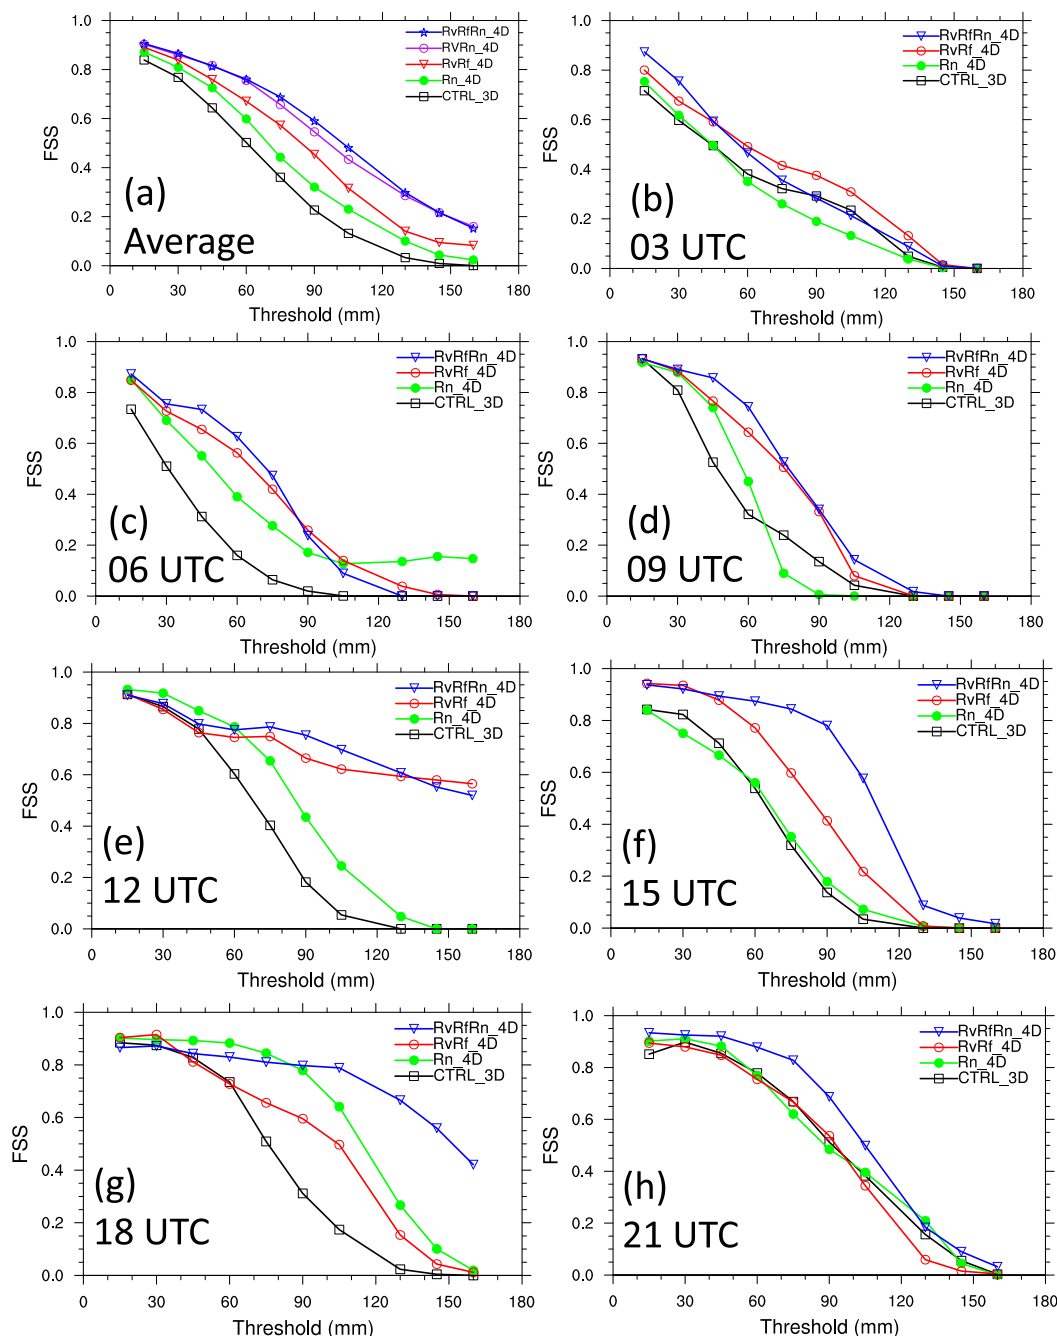 1.0
0.8
0.6
0.4
0.2
0.0
FSS
RvRfRn_4D
RVRn_4D
RvRf_4D
Rn_4D
CTRL_3D
(a)
Average
0 30 60 90 120 150 180
Threshold (mm)
1.0
0.8
0.6
0.4
0.2
0.0
FSS
RvRfRn_4D
RvRf_4D
Rn_4D
CTRL_3D
(b)
03 UTC
0 30 60 90 120 150 180
Threshold (mm)
1.0
0.8
0.6
0.4
0.2
0.0
FSS
RvRfRn_4D
RvRf_4D
Rn_4D
CTRL_3D
(c)
06 UTC
0 30 60 90 120 150 180
Threshold (mm)
1.0
0.8
0.6
0.4
0.2
0.0
FSS
RvRfRn_4D
RvRf_4D
Rn_4D
CTRL_3D
(d)
09 UTC
0 30 60 90 120 150 180
Threshold (mm)
1.0
0.8
0.6
0.4
0.2
0.0
FSS
RvRfRn_4D
RvRf_4D
Rn_4D
CTRL_3D
(e)
12 UTC
0 30 60 90 120 150 180
Threshold (mm)
1.0
0.8
0.6
0.4
0.2
0.0
FSS
RvRfRn_4D
RvRf_4D
Rn_4D
CTRL_3D
(f)
15 UTC
0 30 60 90 120 150 180
Threshold (mm)
1.0
0.8
0.6
0.4
0.2
0.0
FSS
RvRfRn_4D
RvRf_4D
Rn_4D
CTRL_3D
(g)
18 UTC
0 30 60 90 120 150 180
Threshold (mm)
1.0
0.8
0.6
0.4
0.2
0.0
FSS
RvRfRn_4D
RvRf_4D
Rn_4D
CTRL_3D
(h)
21 UTC
0 30 60 90 120 150 180
Threshold (mm)